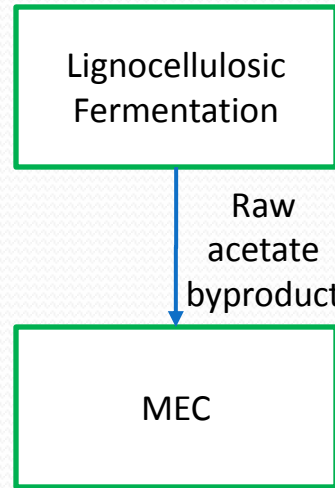 Lignocellulosic
Fermentation
Raw
acetate
byproduct
MEC